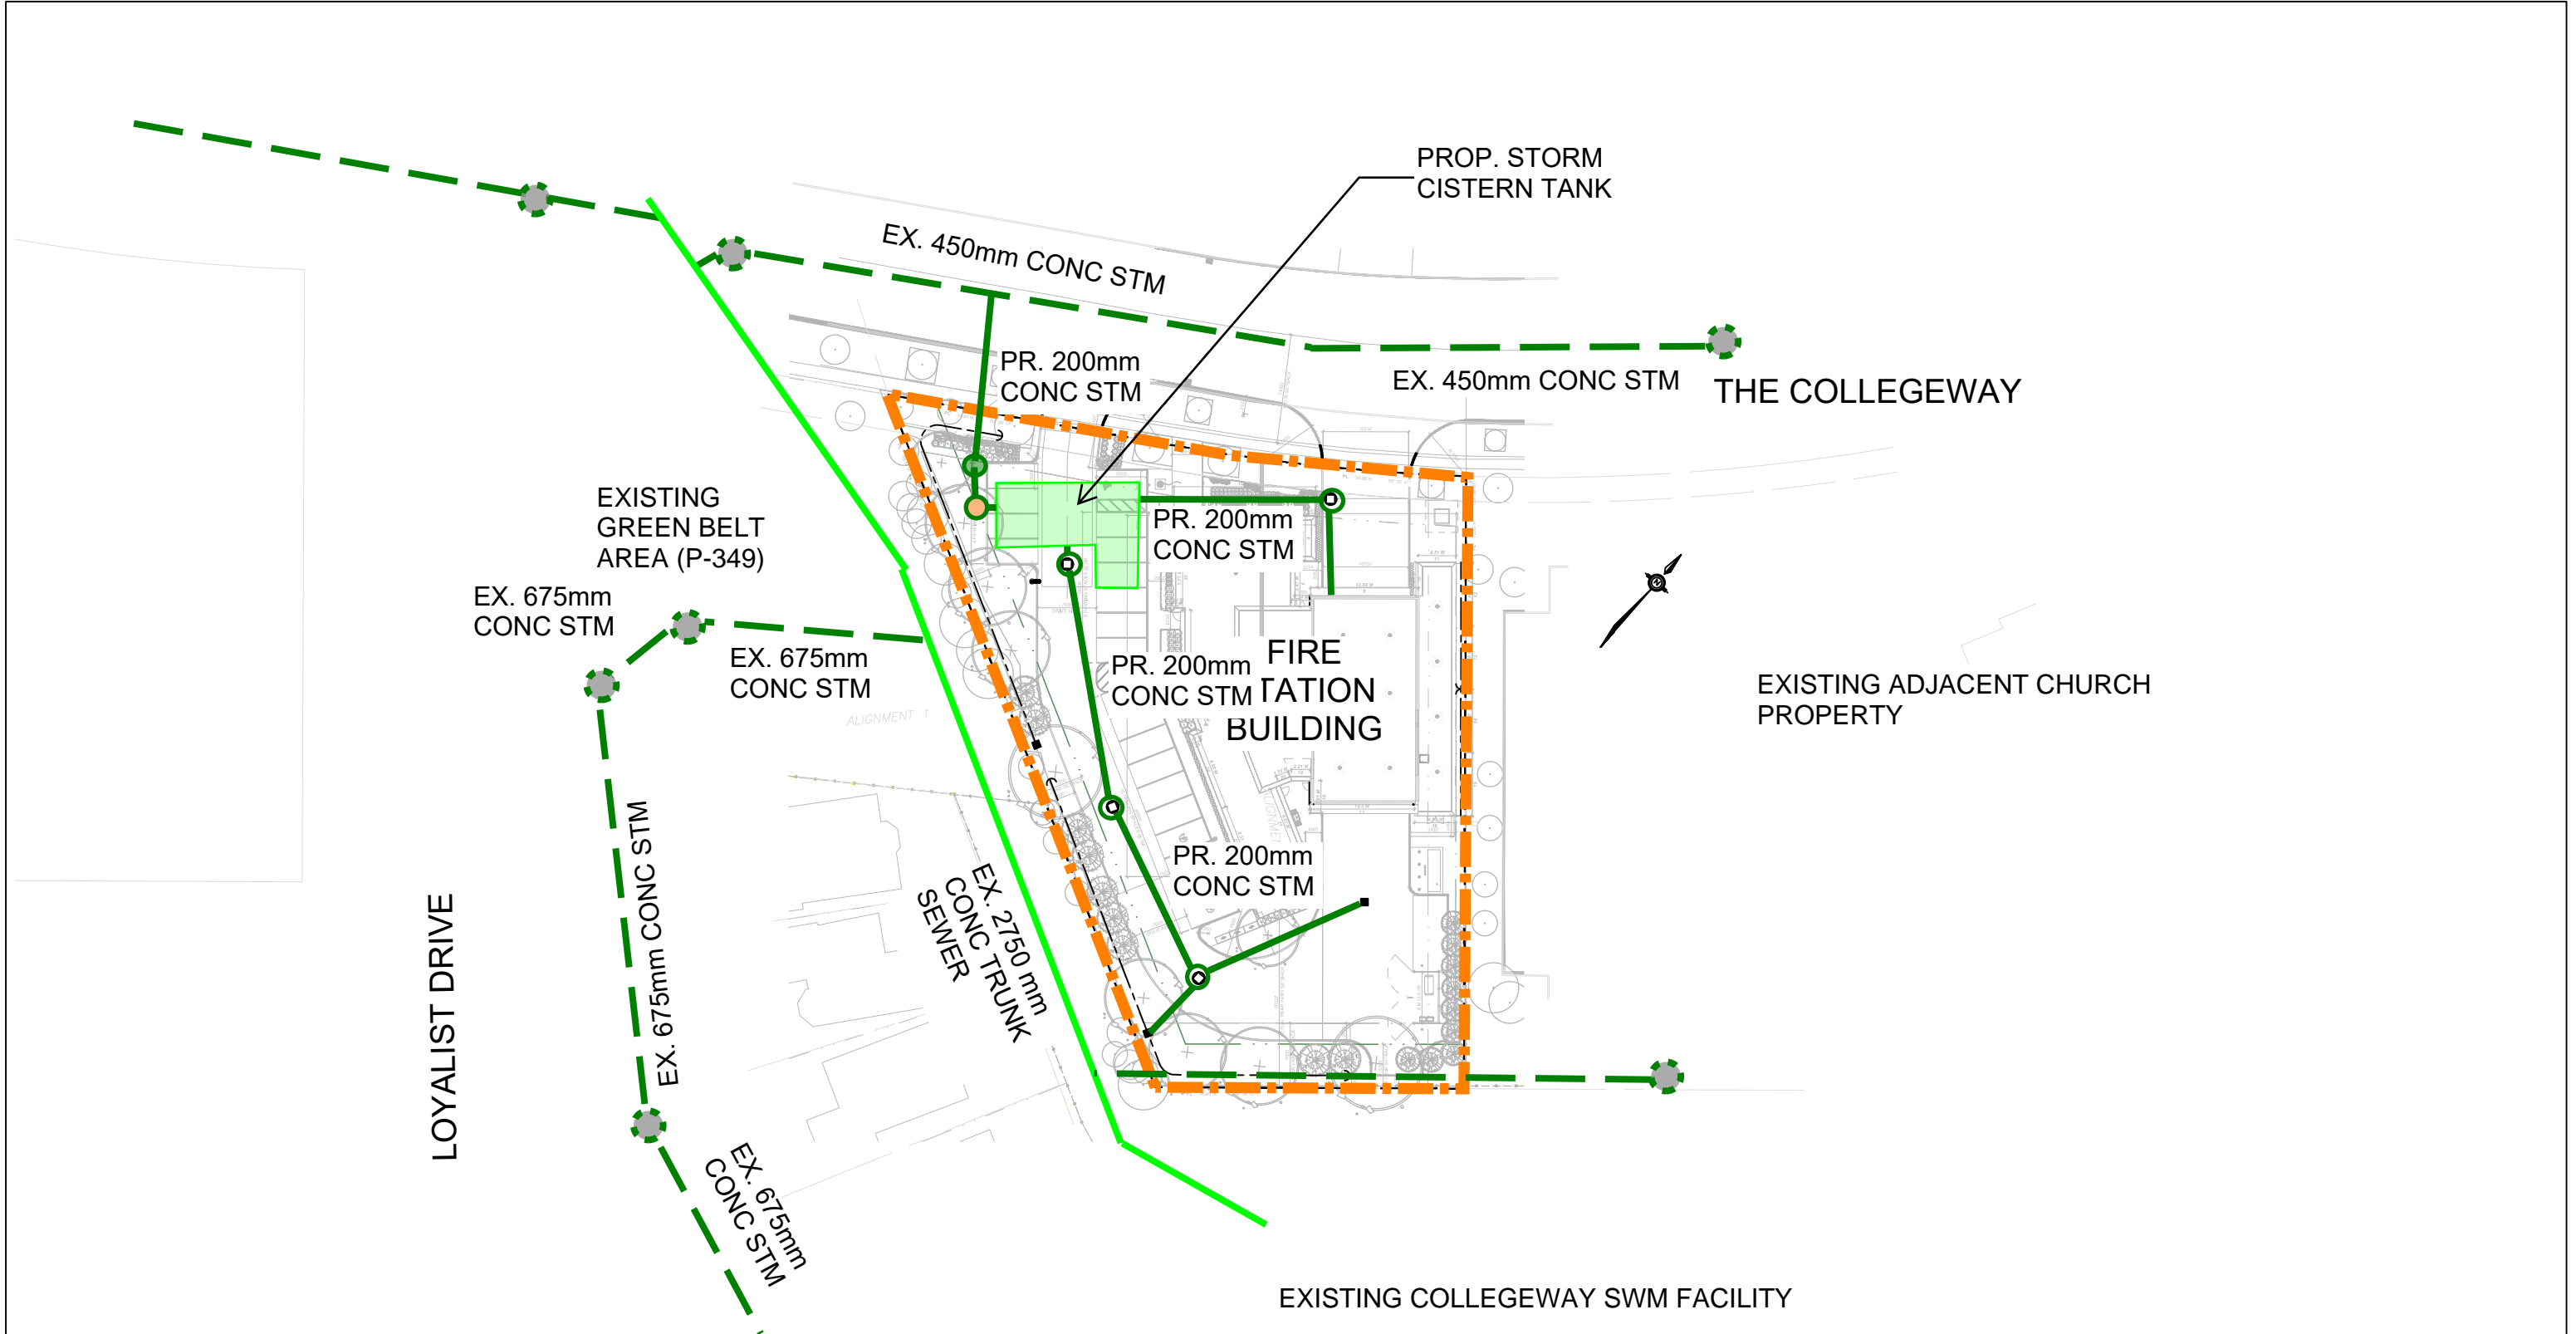 PROP. STORM
CISTERN TANK
EX. 450mm CONC STM
PR. 200mm
CONC STM
EX. 450mm CONC STM
THE COLLEGEWAY
EXISTING
GREEN BELT
AREA (P-349)
PR. 200mm
CONC STM
EX. 675mm
CONC STM
EX. 675mm
CONC STM
PR. 200mm
CONC STM
FIRE
TATION
BUILDING
EXISTING ADJACENT CHURCH
PROPERTY
ALIGNMENT 1
EX. 675mm CONC STM
PR. 200mm
CONC STM
EX. 2750 mm
CONC TRUNK
SEWER
LOYALIST DRIVE
EX. 675mm
CONC STM
EXISTING COLLEGEWAY SWM FACILITY